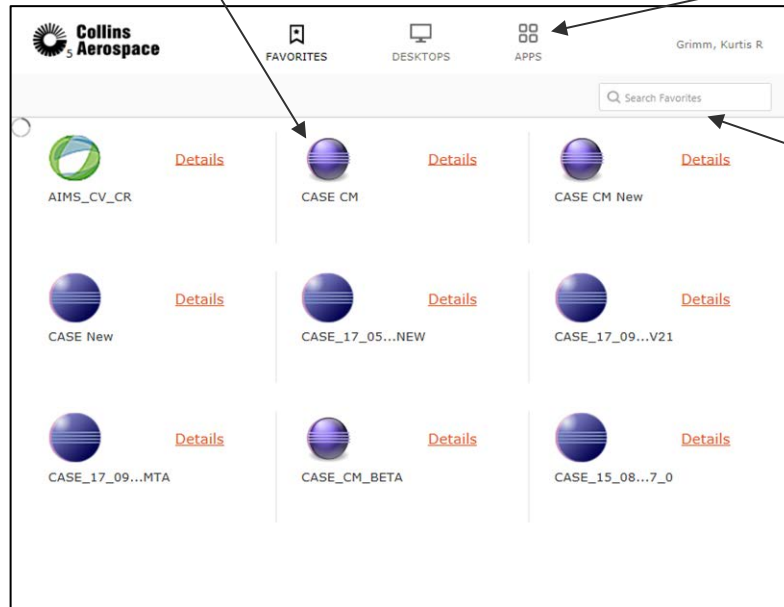 Collins
Aerospace
5
FAVORITES
DESKTOPS
APPS
Grimm, Kurtis R
Search Favorites
Details
Details
Details
AIMS_CV_CR
CASE CM
CASE CM New
Details
Details
Details
CASE New
CASE_17_05...NEW
CASE_17_09...V21
Details
Details
Details
CASE_17_09...MTA
CASE_CM_BETA
CASE_15_08...7_0